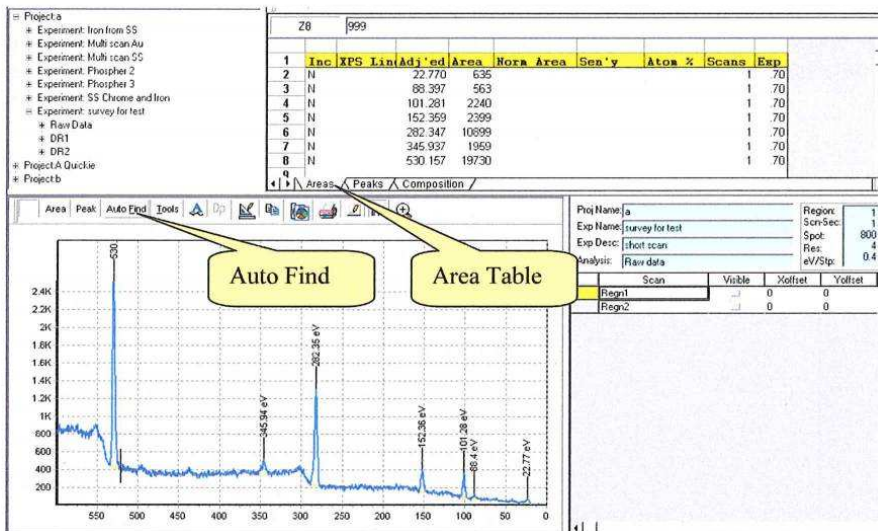 Project:a
Experiment: Iron from SS
Experiment: Multi scan Au
Experiment: Multi scan SS
Experiment: Phospher 2
Experiment: Phospher 3
Experiment: SS Chrome and Iron
Experiment: survey for test
Raw Data
DR1
DR2
Project:A Quickie
Project:b
Z8 999
1 Inc XPS Lin Adj'ed Area Norm Area Sen'y Atom % Scans Exp
2 N 22.770 635 1 .70
3 N 88.397 563 1 .70
4 N 101.281 2240 1 .70
5 N 152.359 2399 1 .70
6 N 282.347 10899 1 .70
7 N 345.937 1959 1 .70
8 N 530.157 19730 1 .70
9
Areas Peaks Composition
Area Peak Auto Find Tools
Auto Find
Area Table
530
345.94 eV
282.35 eV
152.36 eV
101.28 eV
88.4 eV
22.77 eV
2.4K
2.2K
2K
1.8K
1.6K
1.4K
1.2K
1K
800
600
400
200
550 500 450 400 350 300 250 200 150 100 50 0
Proj Name: a
Exp Name: survey for test
Exp Desc: short scan
Analysis: Raw data
Region: 1
Scn-Sec: 1
Spot: 800
Res: 4
eV/Stp: 0.4
Scan Visible Xoffset Yoffset
Regn1 0 0
Regn2 0 0